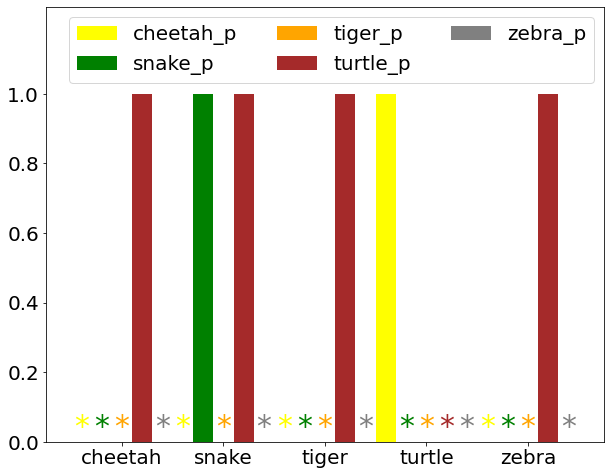 cheetah_p tiger_p zebra_p
snake_p turtle_p
1.0
0.8
0.6
0.4
0.2
0.0
* * * * * * * * * * * * * * * * * * *
cheetah snake tiger turtle zebra